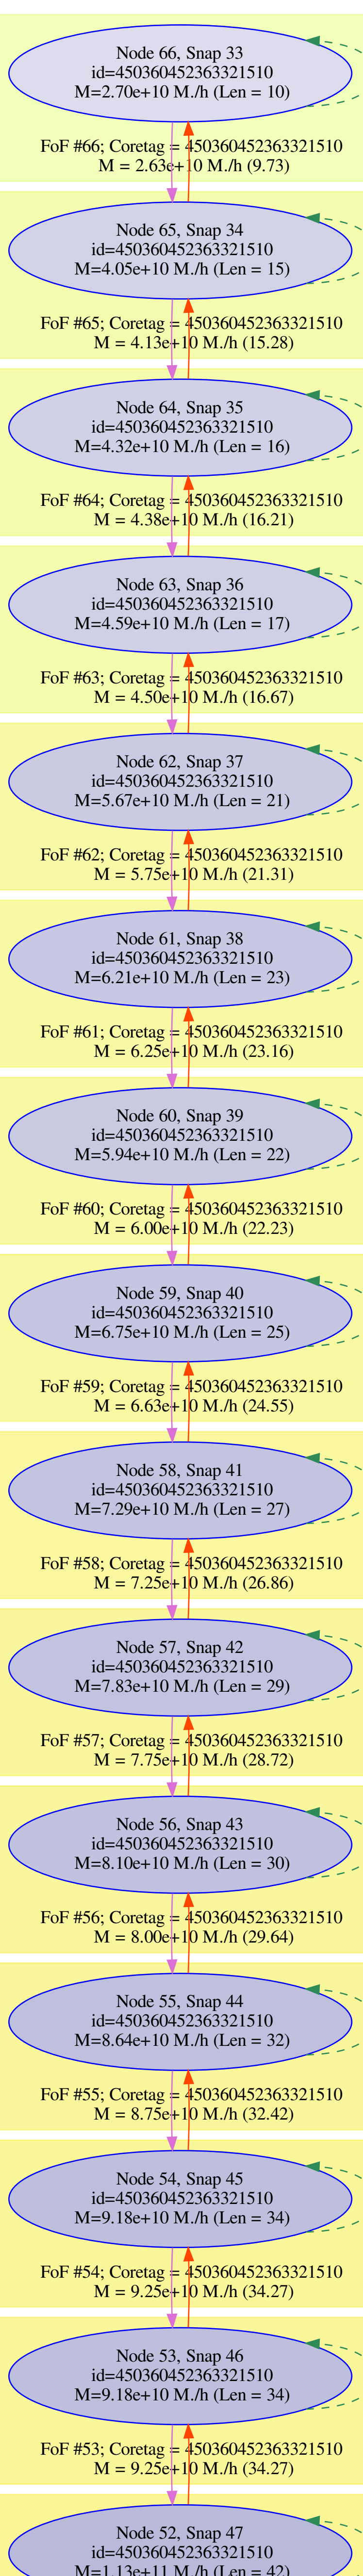 Node 66, Snap 33
id=450360452363321510
M=2.70e+10 M./h (Len = 10)
FoF #66; Coretag = 450360452363321510
M = 2.63e+10 M./h (9.73)
Node 65, Snap 34
id=450360452363321510
M=4.05e+10 M./h (Len = 15)
FoF #65; Coretag = 450360452363321510
M = 4.13e+10 M./h (15.28)
Node 64, Snap 35
id=450360452363321510
M=4.32e+10 M./h (Len = 16)
FoF #64; Coretag = 450360452363321510
M = 4.38e+10 M./h (16.21)
Node 63, Snap 36
id=450360452363321510
M=4.59e+10 M./h (Len = 17)
FoF #63; Coretag = 450360452363321510
M = 4.50e+10 M./h (16.67)
Node 62, Snap 37
id=450360452363321510
M=5.67e+10 M./h (Len = 21)
FoF #62; Coretag = 450360452363321510
M = 5.75e+10 M./h (21.31)
Node 61, Snap 38
id=450360452363321510
M=6.21e+10 M./h (Len = 23)
FoF #61; Coretag = 450360452363321510
M = 6.25e+10 M./h (23.16)
Node 60, Snap 39
id=450360452363321510
M=5.94e+10 M./h (Len = 22)
FoF #60; Coretag = 450360452363321510
M = 6.00e+10 M./h (22.23)
Node 59, Snap 40
id=450360452363321510
M=6.75e+10 M./h (Len = 25)
FoF #59; Coretag = 450360452363321510
M = 6.63e+10 M./h (24.55)
Node 58, Snap 41
id=450360452363321510
M=7.29e+10 M./h (Len = 27)
FoF #58; Coretag = 450360452363321510
M = 7.25e+10 M./h (26.86)
Node 57, Snap 42
id=450360452363321510
M=7.83e+10 M./h (Len = 29)
FoF #57; Coretag = 450360452363321510
M = 7.75e+10 M./h (28.72)
Node 56, Snap 43
id=450360452363321510
M=8.10e+10 M./h (Len = 30)
FoF #56; Coretag = 450360452363321510
M = 8.00e+10 M./h (29.64)
Node 55, Snap 44
id=450360452363321510
M=8.64e+10 M./h (Len = 32)
FoF #55; Coretag = 450360452363321510
M = 8.75e+10 M./h (32.42)
Node 54, Snap 45
id=450360452363321510
M=9.18e+10 M./h (Len = 34)
FoF #54; Coretag = 450360452363321510
M = 9.25e+10 M./h (34.27)
Node 53, Snap 46
id=450360452363321510
M=9.18e+10 M./h (Len = 34)
FoF #53; Coretag = 450360452363321510
M = 9.25e+10 M./h (34.27)
Node 52, Snap 47
id=450360452363321510
M=1.13e+11 M./h (Len = 42)